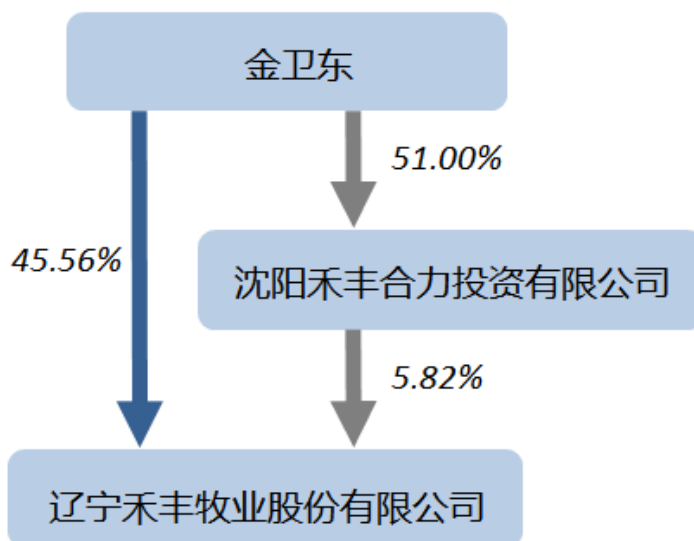 金卫东
51.00%
45.56%
沈阳禾丰合力投资有限公司
5.82%
辽宁禾丰牧业股份有限公司